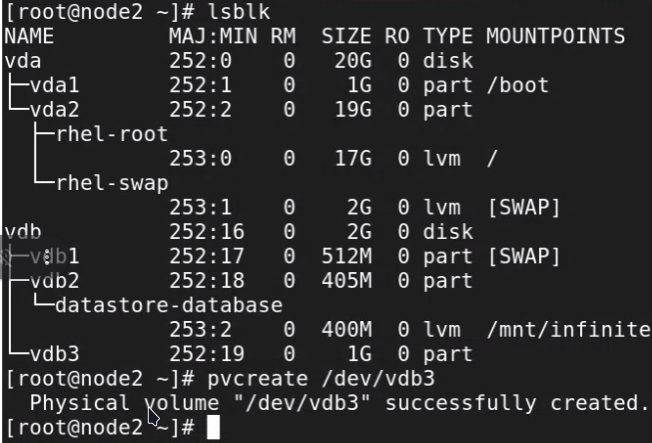 [root@node2 ~]# lsblk
NAME MAJ:MIN RM SIZE RO TYPE MOUNTPOINTS
vda 252:0 0 20G 0 disk
├─vda1 252:1 0 1G 0 part /boot
└─vda2 252:2 0 19G 0 part
├─rhel-root
253:0 0 17G 0 lvm /
└─rhel-swap
253:1 0 2G 0 lvm [SWAP]
vdb 252:16 0 2G 0 disk
├─vdb1 252:17 0 512M 0 part [SWAP]
├─vdb2 252:18 0 405M 0 part
└─datastore-database
253:2 0 400M 0 lvm /mnt/infinite
└─vdb3 252:19 0 1G 0 part
[root@node2 ~]# pvcreate /dev/vdb3
Physical volume "/dev/vdb3" successfully created.
[root@node2 ~]#